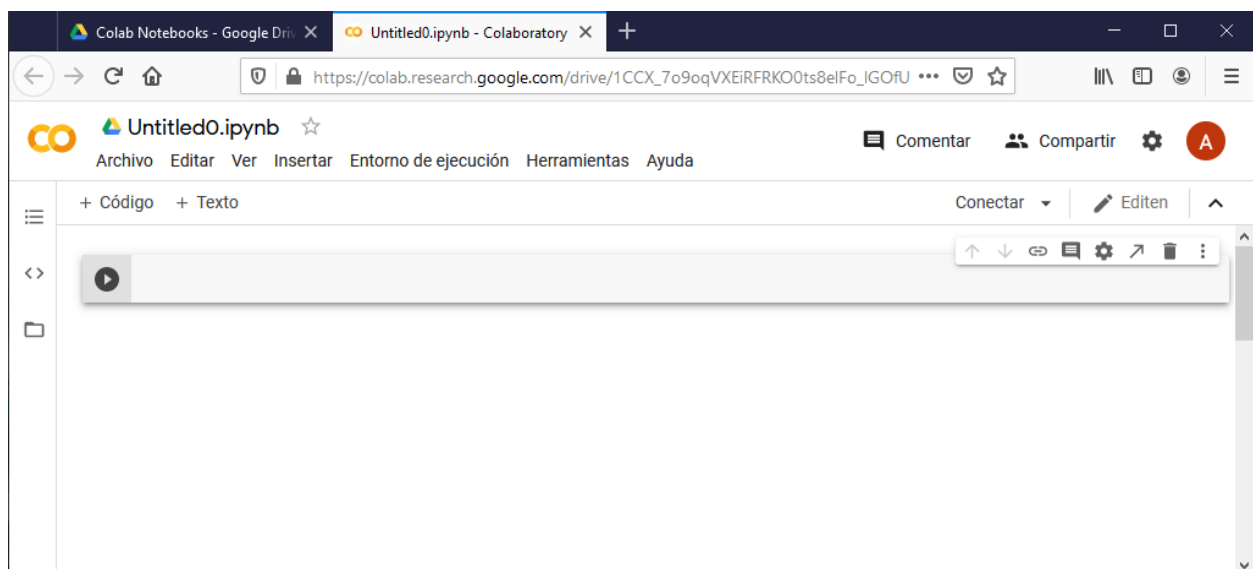 Colab Notebooks - Google Driv
Untitled0.ipynb - Colaboratory
https://colab.research.google.com/drive/1CCX_7o9oqVXEiRFRKO0ts8elFo_lGOfU
Untitled0.ipynb
Comentar Compartir A
Archivo Editar Ver Insertar Entorno de ejecución Herramientas Ayuda
+ Código + Texto Conectar Editen